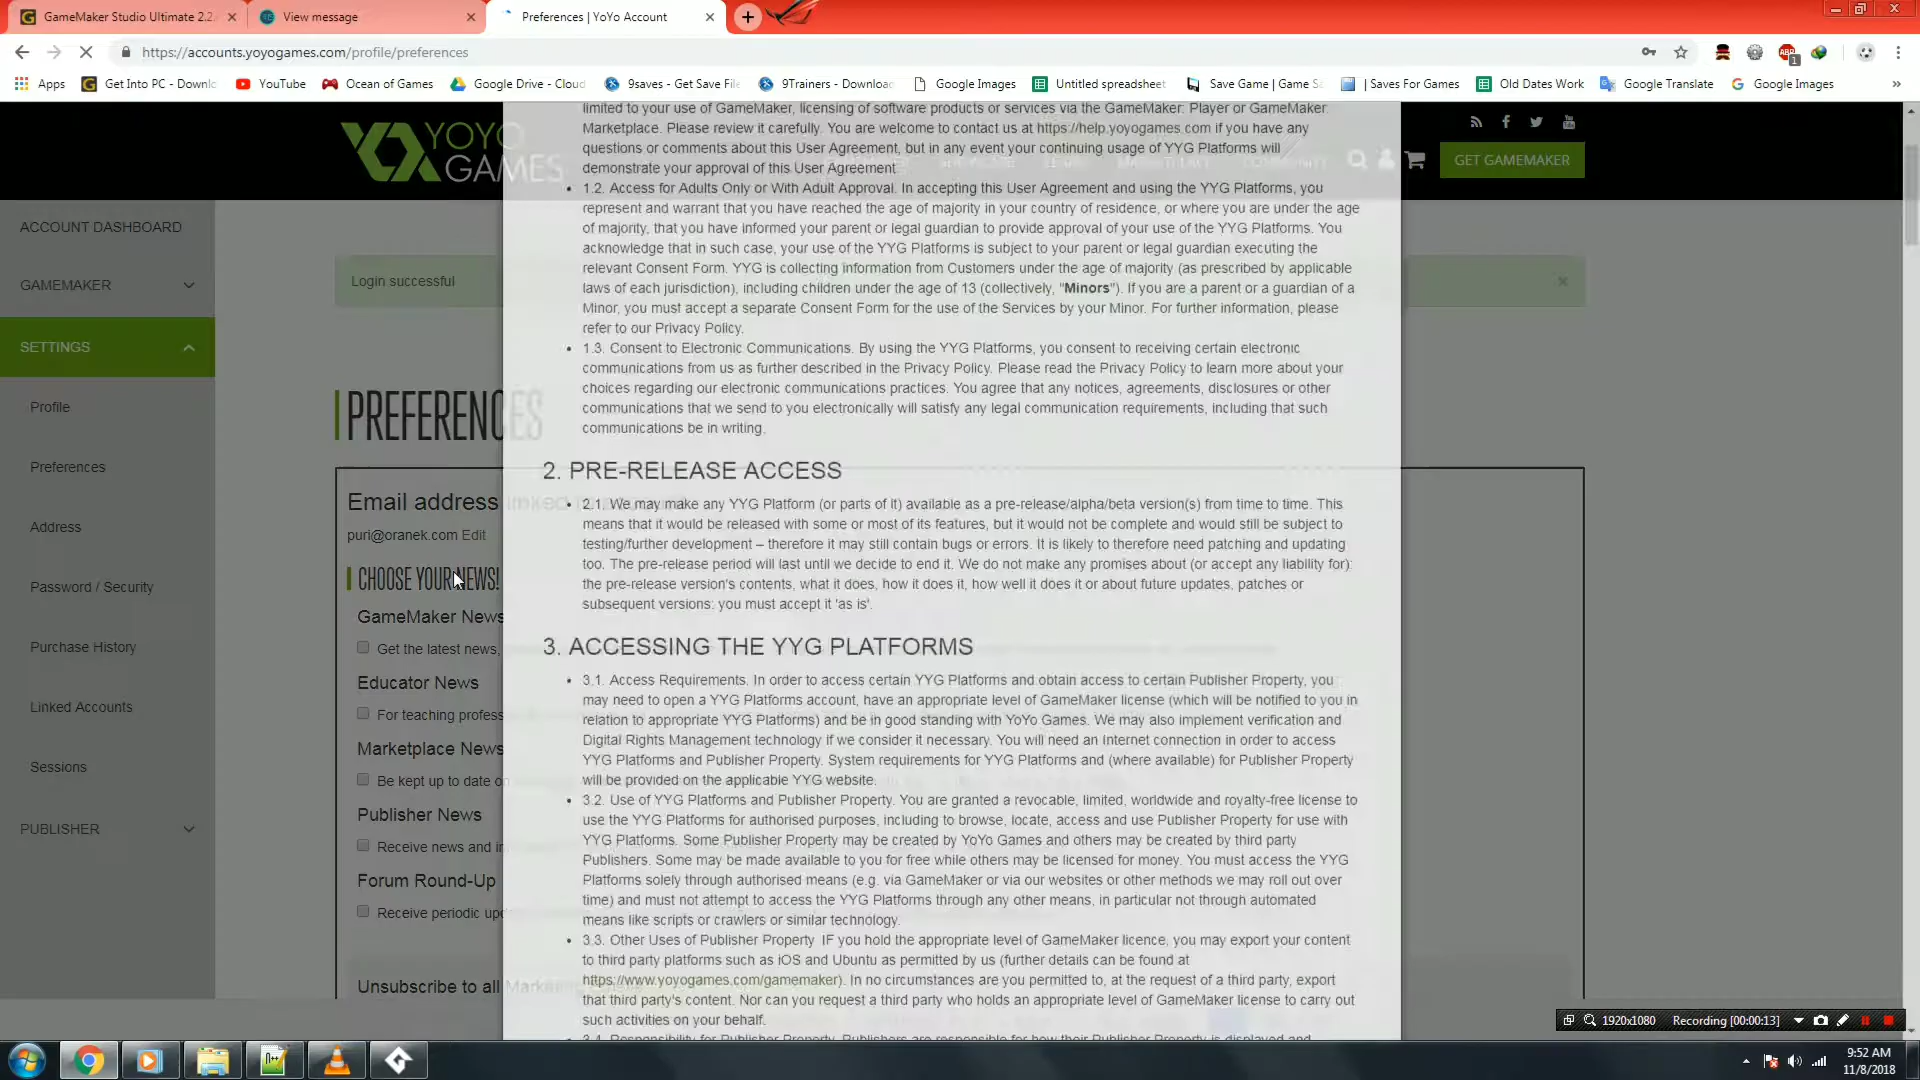 GameMaker Studio Ultimate 2.2.
View message
Preferences | YoYo Account
https://accounts.yoyogames.com/profile/preferences
Apps
Get Into PC - Downlo
YouTube
Ocean of Games
Google Drive - Cloud
9saves - Get Save File
9Trainers - Downloa
Google Images
Untitled spreadsheet
Save Game | Game S
| Saves For Games
Old Dates Work
Google Translate
Google Images
»
YOYO
GAMES
GET GAMEMAKER
ACCOUNT DASHBOARD
GAMEMAKER
SETTINGS
Profile
Preferences
Address
Password / Security
Purchase History
Linked Accounts
Sessions
PUBLISHER
Login successful
PREFERENCES
Email address linked
puri@oranek.com Edit
CHOOSE YOUR NEWS!
GameMaker News
Get the latest news,
Educator News
For teaching profess
Marketplace News
Be kept up to date on
Publisher News
Receive news and in
Forum Round-Up
Receive periodic upd
Unsubscribe to all Mark
limited to your use of GameMaker, licensing of software products or services via the GameMaker: Player or GameMaker:
Marketplace. Please review it carefully. You are welcome to contact us at https://help.yoyogames.com if you have any
questions or comments about this User Agreement, but in any event your continuing usage of YYG Platforms will
demonstrate your approval of this User Agreement
1.2. Access for Adults Only or With Adult Approval. In accepting this User Agreement and using the YYG Platforms, you
represent and warrant that you have reached the age of majority in your country of residence, or where you are under the age
of majority, that you have informed your parent or legal guardian to provide approval of your use of the YYG Platforms. You
acknowledge that in such case, your use of the YYG Platforms is subject to your parent or legal guardian executing the
relevant Consent Form. YYG is collecting information from Customers under the age of majority (as prescribed by applicable
laws of each jurisdiction), including children under the age of 13 (collectively, "Minors"). If you are a parent or a guardian of a
Minor, you must accept a separate Consent Form for the use of the Services by your Minor. For further information, please
refer to our Privacy Policy.
1.3. Consent to Electronic Communications. By using the YYG Platforms, you consent to receiving certain electronic
communications from us as further described in the Privacy Policy. Please read the Privacy Policy to learn more about your
choices regarding our electronic communications practices. You agree that any notices, agreements, disclosures or other
communications that we send to you electronically will satisfy any legal communication requirements, including that such
communications be in writing.
2. PRE-RELEASE ACCESS
2.1. We may make any YYG Platform (or parts of it) available as a pre-release/alpha/beta version(s) from time to time. This
means that it would be released with some or most of its features, but it would not be complete and would still be subject to
testing/further development – therefore it may still contain bugs or errors. It is likely to therefore need patching and updating
too. The pre-release period will last until we decide to end it. We do not make any promises about (or accept any liability for):
the pre-release version's contents, what it does, how it does it, how well it does it or about future updates, patches or
subsequent versions: you must accept it 'as is'.
3. ACCESSING THE YYG PLATFORMS
3.1. Access Requirements. In order to access certain YYG Platforms and obtain access to certain Publisher Property, you
may need to open a YYG Platforms account, have an appropriate level of GameMaker license (which will be notified to you in
relation to appropriate YYG Platforms) and be in good standing with YoYo Games. We may also implement verification and
Digital Rights Management technology if we consider it necessary. You will need an Internet connection in order to access
YYG Platforms and Publisher Property. System requirements for YYG Platforms and (where available) for Publisher Property
will be provided on the applicable YYG website.
3.2. Use of YYG Platforms and Publisher Property. You are granted a revocable, limited, worldwide and royalty-free license to
use the YYG Platforms for authorised purposes, including to browse, locate, access and use Publisher Property for use with
YYG Platforms. Some Publisher Property may be created by YoYo Games and others may be created by third party
Publishers. Some may be made available to you for free while others may be licensed for money. You must access the YYG
Platforms solely through authorised means (e.g. via GameMaker or via our websites or other methods we may roll out over
time) and must not attempt to access the YYG Platforms through any other means, in particular not through automated
means like scripts or crawlers or similar technology.
3.3. Other Uses of Publisher Property IF you hold the appropriate level of GameMaker licence, you may export your content
to third party platforms such as iOS and Ubuntu as permitted by us (further details can be found at
https://www.yoyogames.com/gamemaker). In no circumstances are you permitted to, at the request of a third party, export
that third party's content. Nor can you request a third party who holds an appropriate level of GameMaker license to carry out
such activities on your behalf.
3.4. Responsibility for Publisher Property. Publishers are responsible for how their Publisher Property is displayed and
1920x1080
Recording [00:00:13]
9:52 AM
11/8/2018